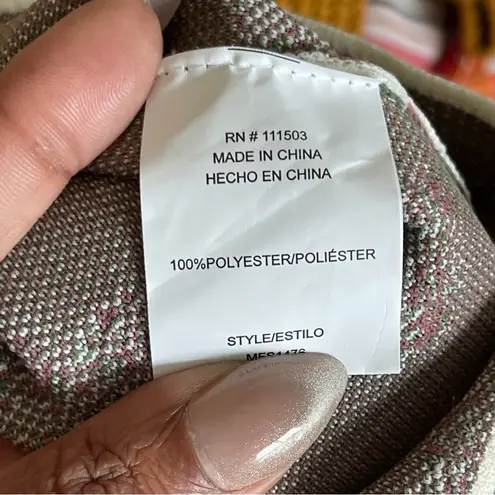 RN # 111503
MADE IN CHINA
HECHO EN CHINA
100%POLYESTER/POLIÉSTER
STYLE/ESTILO